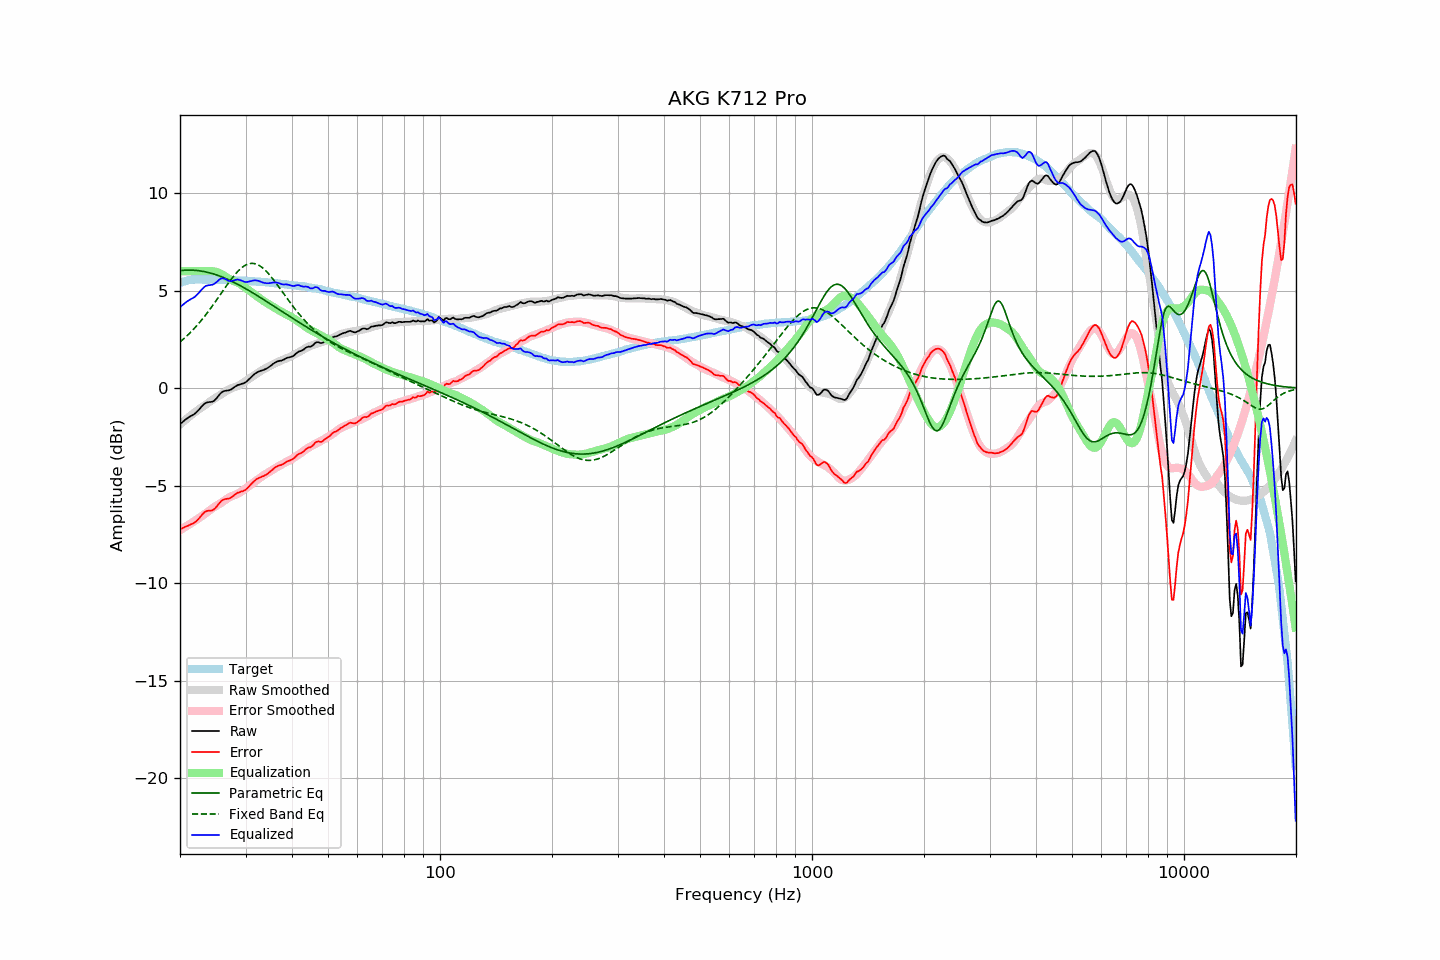 AKG K712 Pro
Amplitude (dBr)
10
5
0
−5
−10
−15
−20
Target
Raw Smoothed
Error Smoothed
Raw
Error
Equalization
Parametric Eq
Fixed Band Eq
Equalized
100 1000 10000
Frequency (Hz)